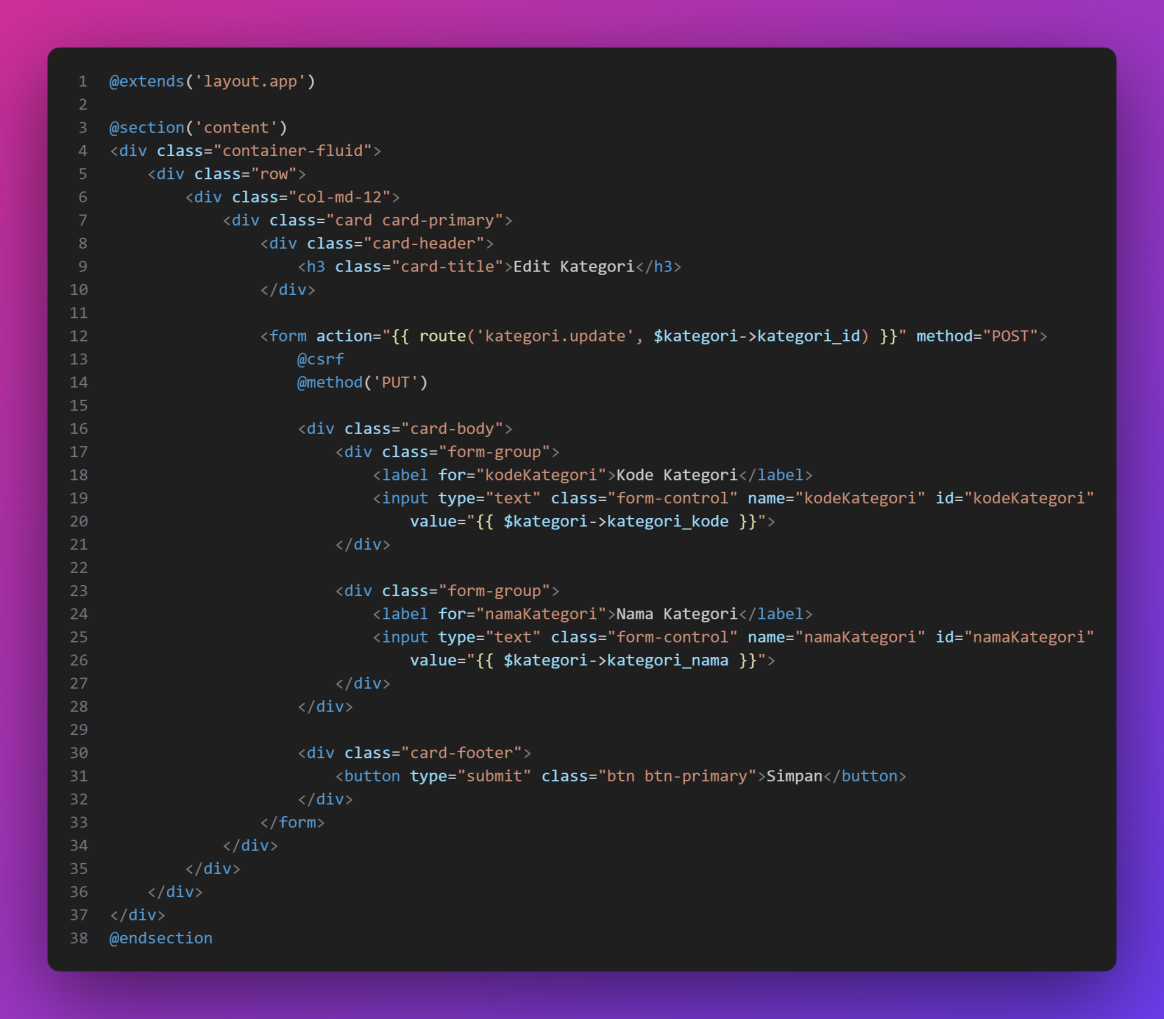 1 @extends('layout.app')
2
3 @section('content')
4 <div class="container-fluid">
5     <div class="row">
6         <div class="col-md-12">
7             <div class="card card-primary">
8                 <div class="card-header">
9                     <h3 class="card-title">Edit Kategori</h3>
10                 </div>
11
12                 <form action="{{ route('kategori.update', $kategori->kategori_id) }}" method="POST">
13                     @csrf
14                     @method('PUT')
15
16                     <div class="card-body">
17                         <div class="form-group">
18                             <label for="kodeKategori">Kode Kategori</label>
19                             <input type="text" class="form-control" name="kodeKategori" id="kodeKategori"
20                                 value="{{ $kategori->kategori_kode }}">
21                         </div>
22
23                         <div class="form-group">
24                             <label for="namaKategori">Nama Kategori</label>
25                             <input type="text" class="form-control" name="namaKategori" id="namaKategori"
26                                 value="{{ $kategori->kategori_nama }}">
27                         </div>
28                     </div>
29
30                     <div class="card-footer">
31                         <button type="submit" class="btn btn-primary">Simpan</button>
32                     </div>
33                 </form>
34             </div>
35         </div>
36     </div>
37 </div>
38 @endsection